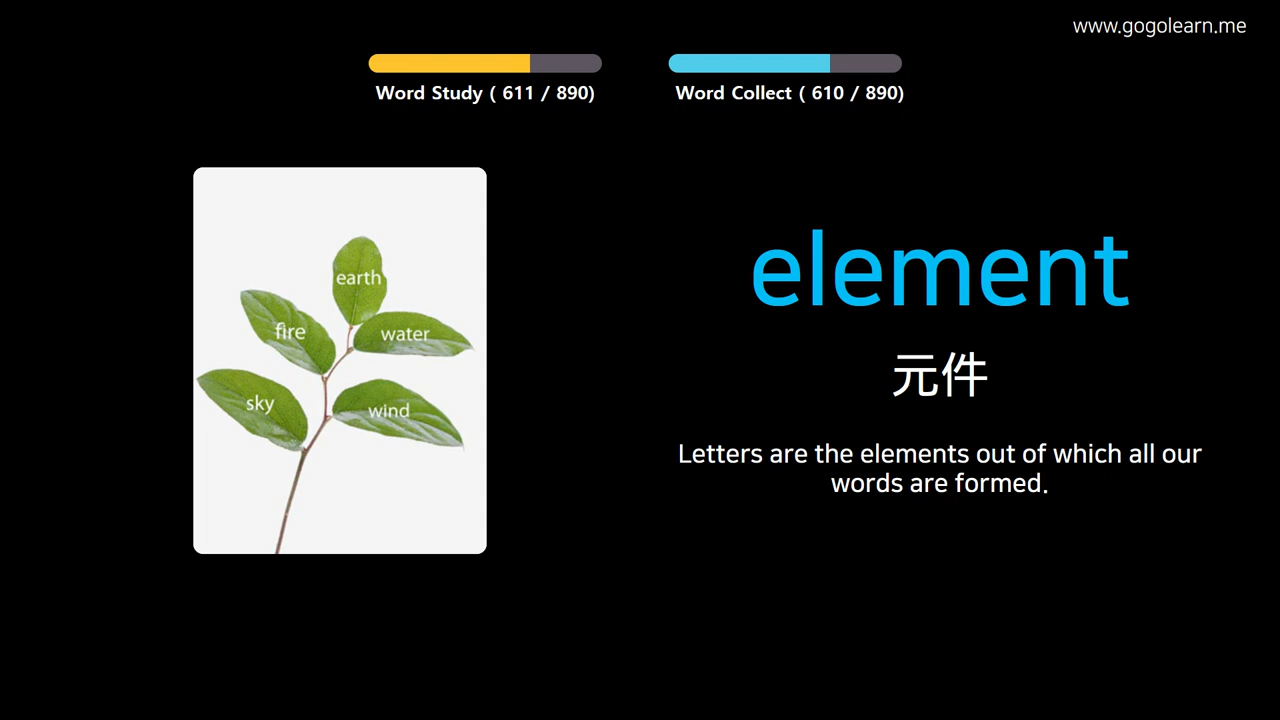 www.gogolearn.me
Word Study ( 611 / 890)
Word Collect ( 610 / 890)
earth
fire
water
sky
wind
element
元件
Letters are the elements out of which all our
words are formed.